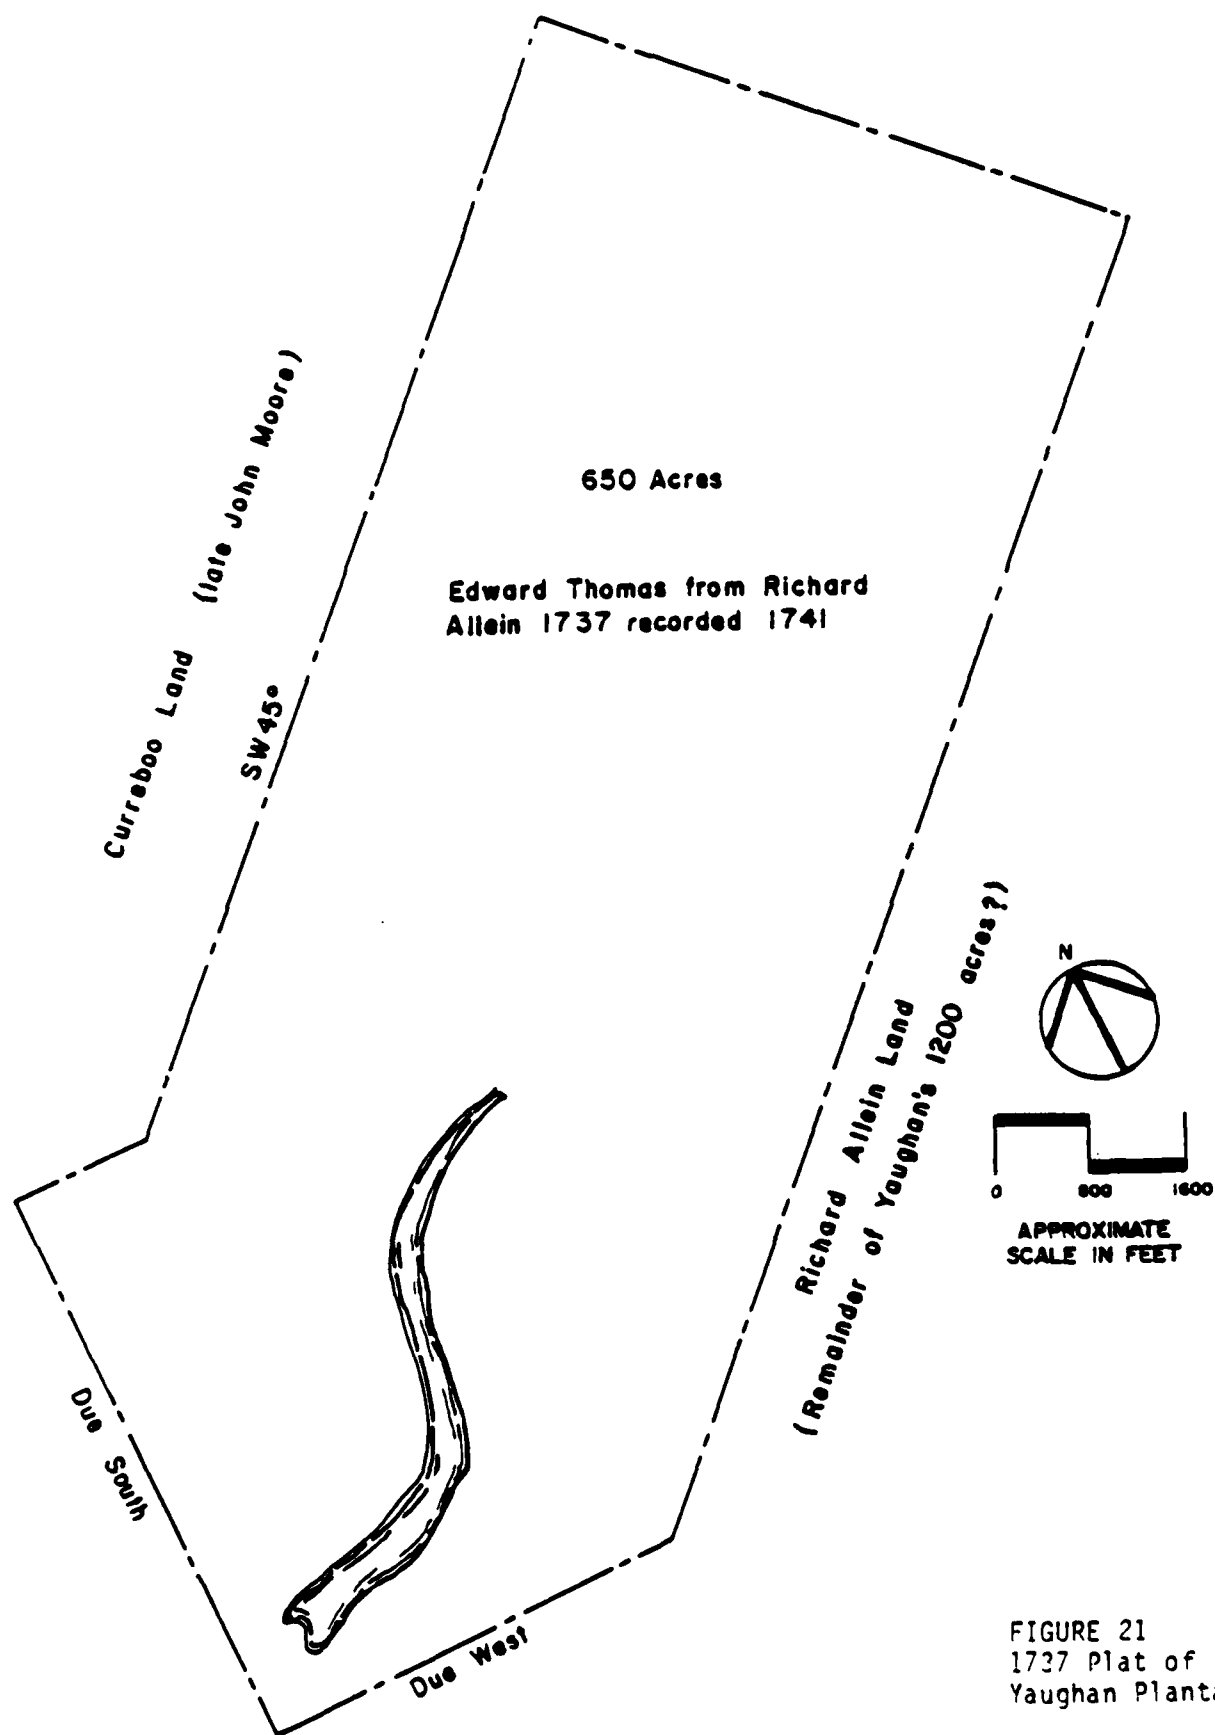 650 Acres
Edward Thomas from Richard
Allein 1737 recorded 1741
Curreboo Land (late John Moore)
SW 45°
Richard Allein Land
(Remainder of Yaughan's 1200 acres?)
N
0 800 1600
APPROXIMATE
SCALE IN FEET
Due South
Due West
FIGURE 21
1737 Plat of
Yaughan Planta